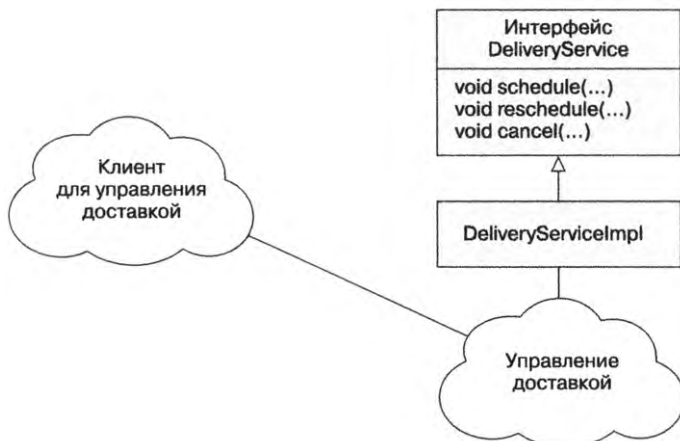 Интерфейс
DeliveryService
void schedule(...)
void reschedule(...)
void cancel(...)
Клиент
для управления
доставкой
DeliveryServiceImpl
Управление
доставкой